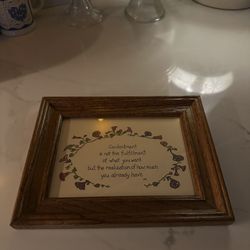 Contentment
is not the fulfillment
of what you want,
but the realization of how much
you already have.